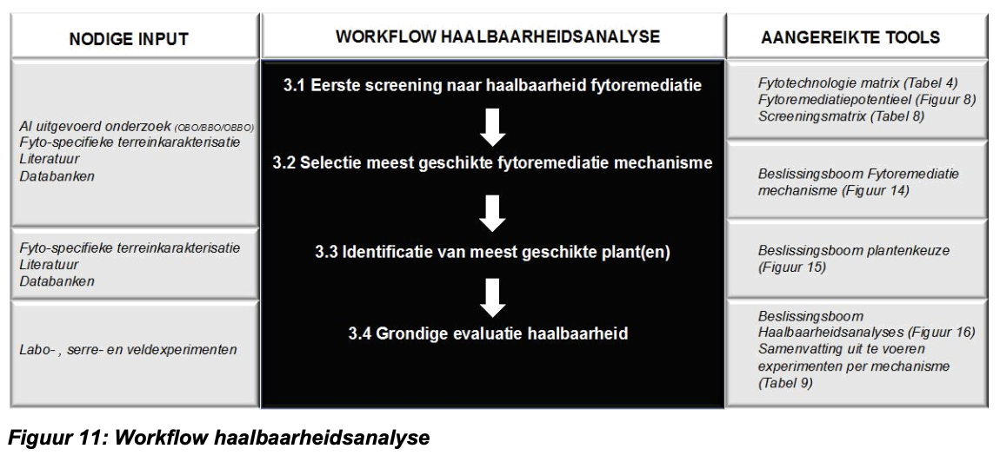 NODIGE INPUT
WORKFLOW HAALBAARHEIDSANALYSE
AANGEREIKTE TOOLS
Al uitgevoerd onderzoek (OBO/BBO/OBBO)
Fyto-specifieke terreinkarakterisatie
Literatuur
Databanken
Fyto-specifieke terreinkarakterisatie
Literatuur
Databanken
Labo- , serre- en veldexperimenten
3.1 Eerste screening naar haalbaarheid fytoremediatie
3.2 Selectie meest geschikte fytoremediatie mechanisme
3.3 Identificatie van meest geschikte plant(en)
3.4 Grondige evaluatie haalbaarheid
Fytotechnologie matrix (Tabel 4)
Fytoremediatiepotentieel (Figuur 8)
Screeningsmatrix (Tabel 8)
Beslissingsboom Fytoremediatie
mechanisme (Figuur 14)
Beslissingsboom plantenkeuze
(Figuur 15)
Beslissingsboom
Haalbaarheidsanalyses (Figuur 16)
Samenvatting uit te voeren
experimenten per mechanisme
(Tabel 9)
Figuur 11: Workflow haalbaarheidsanalyse